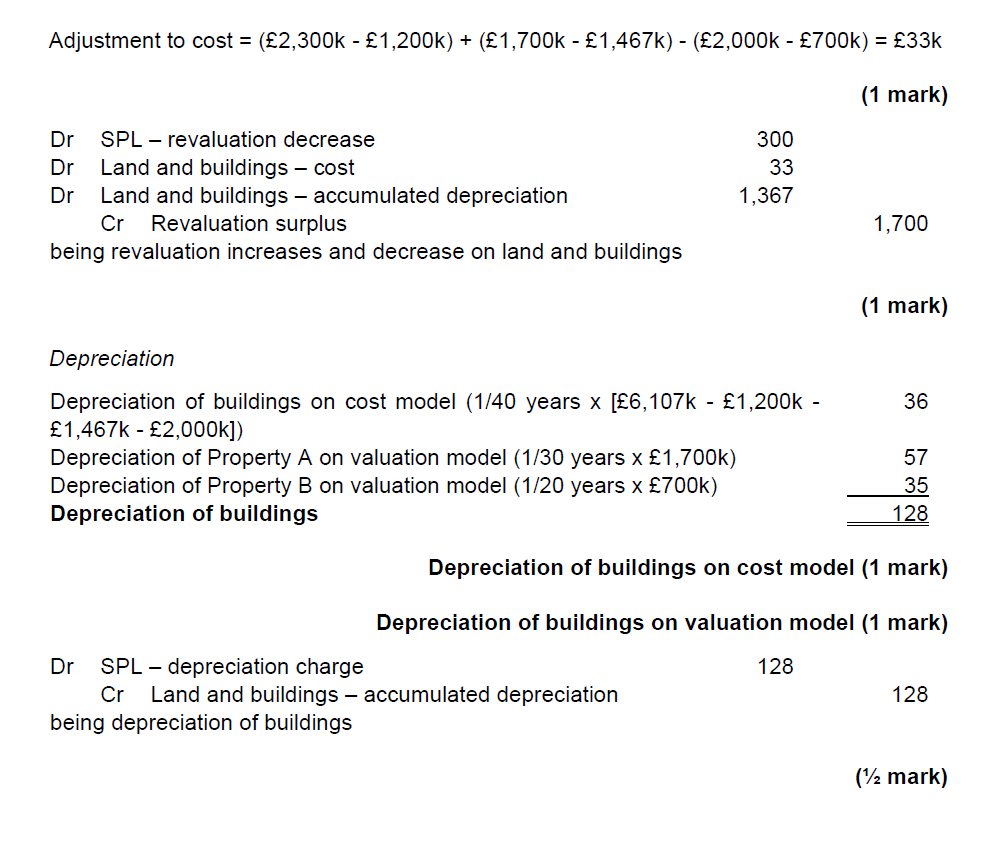 Adjustment to cost = (£2,300k - £1,200k) + (£1,700k - £1,467k) - (£2,000k - £700k) = £33k
(1 mark)
Dr SPL – revaluation decrease 300
Dr Land and buildings – cost 33
Dr Land and buildings – accumulated depreciation 1,367
Cr Revaluation surplus 1,700
being revaluation increases and decrease on land and buildings
(1 mark)
Depreciation
Depreciation of buildings on cost model (1/40 years x [£6,107k - £1,200k - 36
£1,467k - £2,000k])
Depreciation of Property A on valuation model (1/30 years x £1,700k) 57
Depreciation of Property B on valuation model (1/20 years x £700k) 35
Depreciation of buildings 128
Depreciation of buildings on cost model (1 mark)
Depreciation of buildings on valuation model (1 mark)
Dr SPL – depreciation charge 128
Cr Land and buildings – accumulated depreciation 128
being depreciation of buildings
(½ mark)